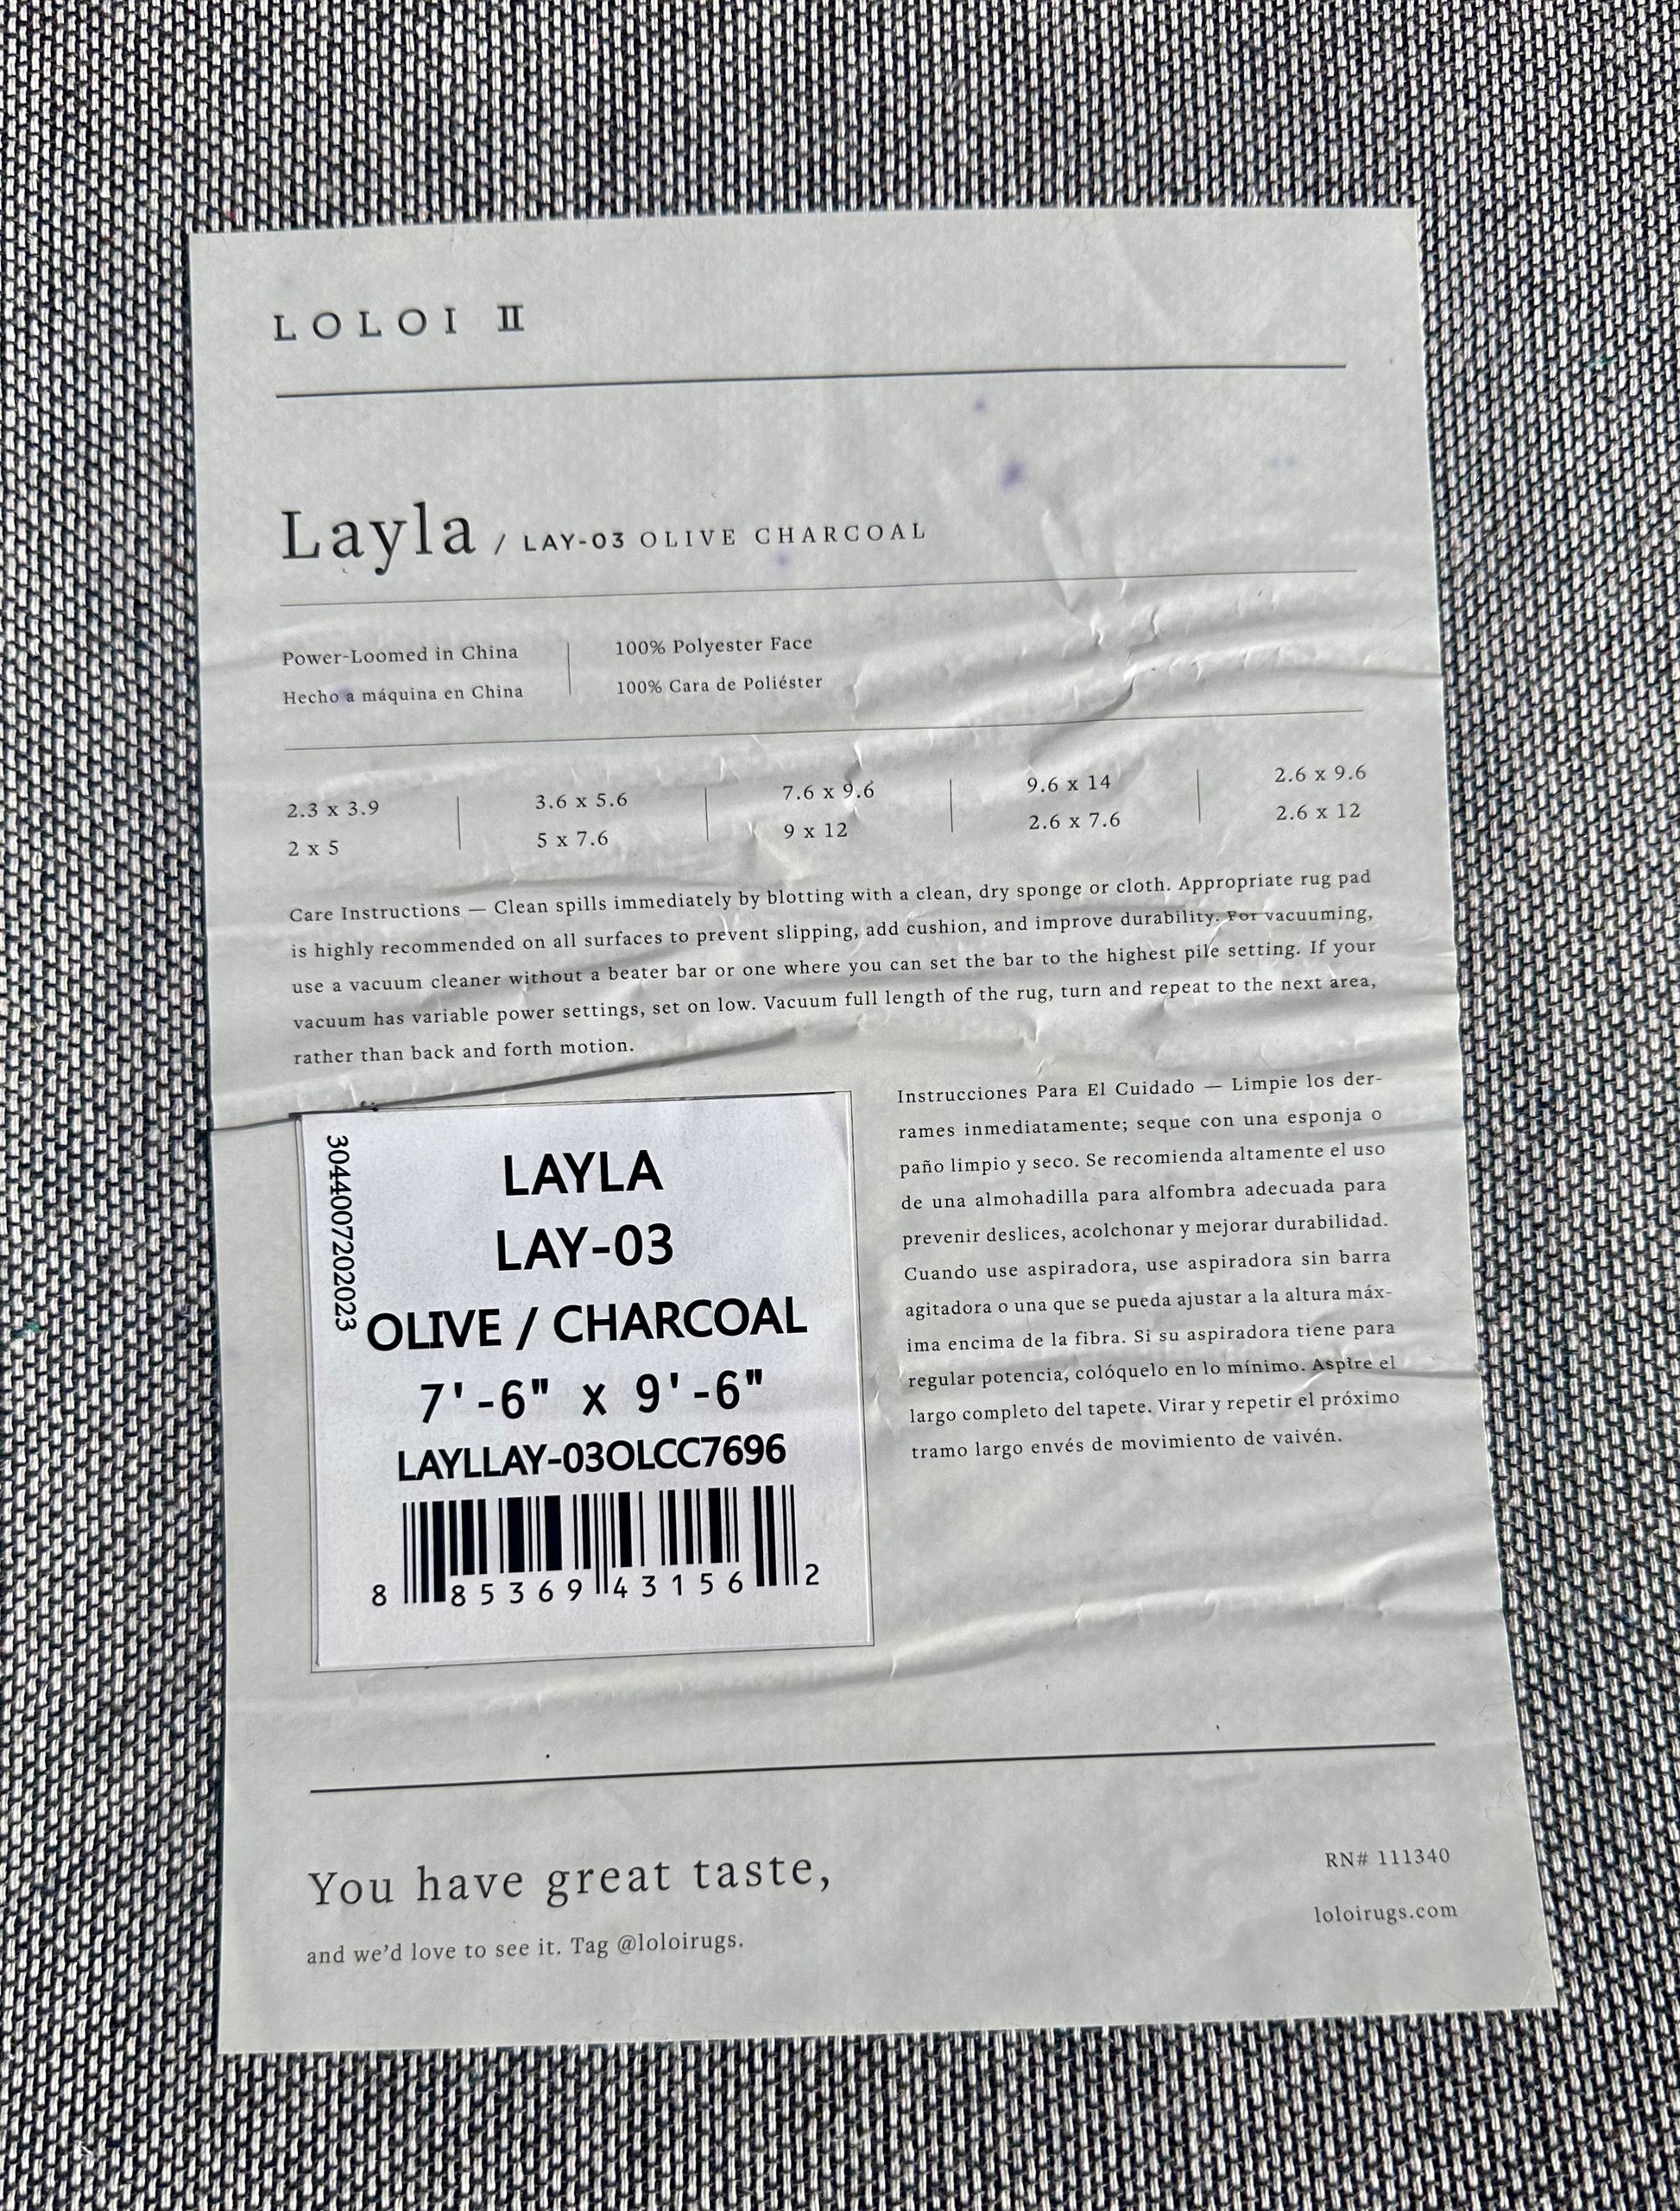 LOLOI II
Layla / LAY-03 OLIVE CHARCOAL
Power-Loomed in China
Hecho a máquina en China
100% Polyester Face
100% Cara de Poliéster
2.3 x 3.9
2 x 5
3.6 x 5.6
5 x 7.6
7.6 x 9.6
9 x 12
9.6 x 14
2.6 x 7.6
2.6 x 9.6
2.6 x 12
Care Instructions — Clean spills immediately by blotting with a clean, dry sponge or cloth. Appropriate rug pad
is highly recommended on all surfaces to prevent slipping, add cushion, and improve durability. For vacuuming,
use a vacuum cleaner without a beater bar or one where you can set the bar to the highest pile setting. If your
vacuum has variable power settings, set on low. Vacuum full length of the rug, turn and repeat to the next area,
rather than back and forth motion.
304400720202023
LAYLA
LAY-03
OLIVE / CHARCOAL
7'-6" x 9'-6"
LAYLLAY-03OLCC7696
8 85369 43156 2
Instrucciones Para El Cuidado — Limpie los der-
rames inmediatamente; seque con una esponja o
paño limpio y seco. Se recomienda altamente el uso
de una almohadilla para alfombra adecuada para
prevenir deslices, acolchonar y mejorar durabilidad.
Cuando use aspiradora, use aspiradora sin barra
agitadora o una que se pueda ajustar a la altura máx-
ima encima de la fibra. Si su aspiradora tiene para
regular potencia, colóquelo en lo mínimo. Aspire el
largo completo del tapete. Virar y repetir el próximo
tramo largo envés de movimiento de vaivén.
You have great taste,
and we'd love to see it. Tag @loloirugs.
RN# 111340
loloirugs.com